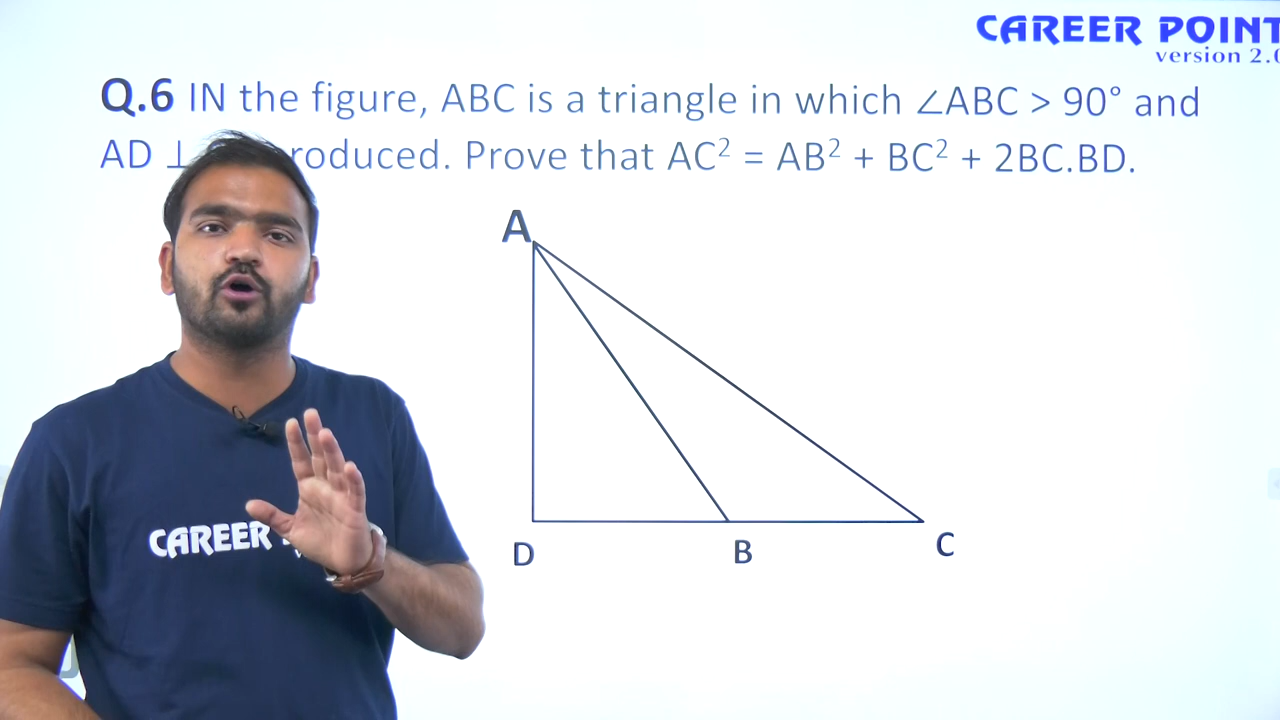 CAREER POINT
version 2.0
Q.6 IN the figure, ABC is a triangle in which ∠ABC > 90° and
AD ⊥ roduced. Prove that AC² = AB² + BC² + 2BC.BD.
A
D
B
C
CAREER